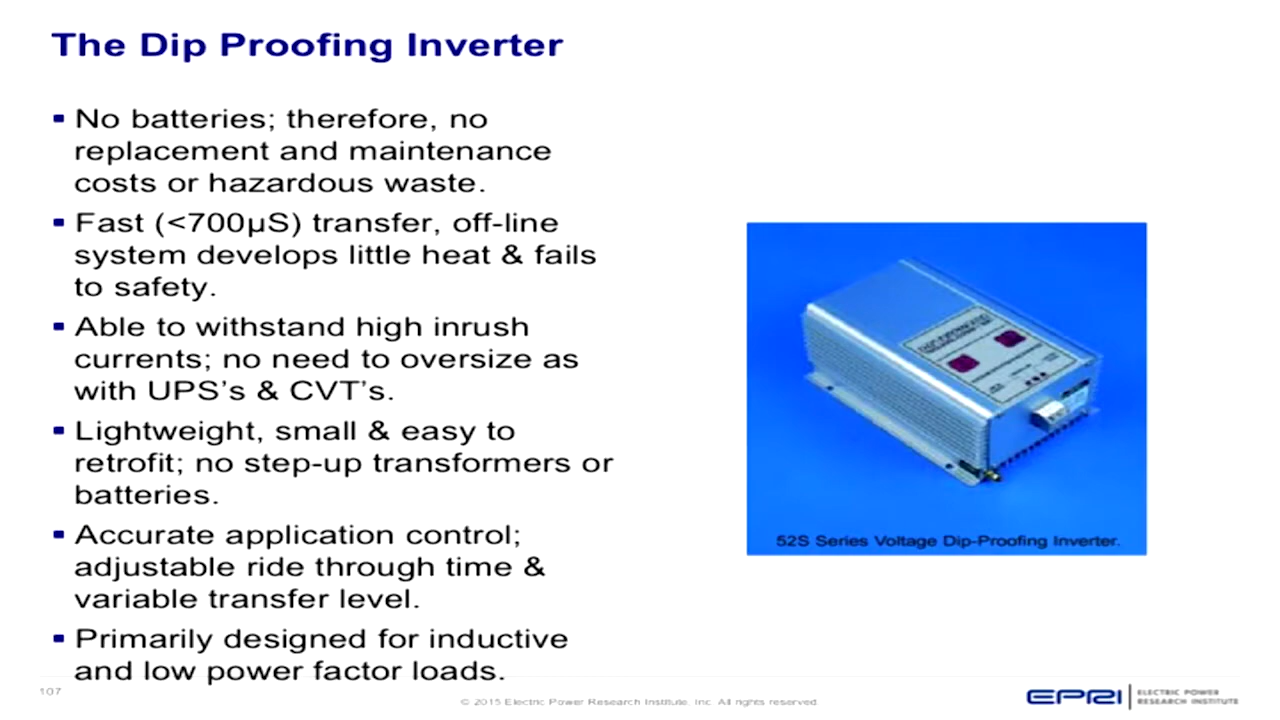 The Dip Proofing Inverter
▪ No batteries; therefore, no
replacement and maintenance
costs or hazardous waste.
▪ Fast (<700µS) transfer, off-line
system develops little heat & fails
to safety.
▪ Able to withstand high inrush
currents; no need to oversize as
with UPS’s & CVT’s.
▪ Lightweight, small & easy to
retrofit; no step-up transformers or
batteries.
▪ Accurate application control;
adjustable ride through time &
variable transfer level.
▪ Primarily designed for inductive
and low power factor loads.
52S Series Voltage Dip-Proofing Inverter.
107
© 2015 Electric Power Research Institute, Inc. All rights reserved.
EPRI
ELECTRIC POWER
RESEARCH INSTITUTE